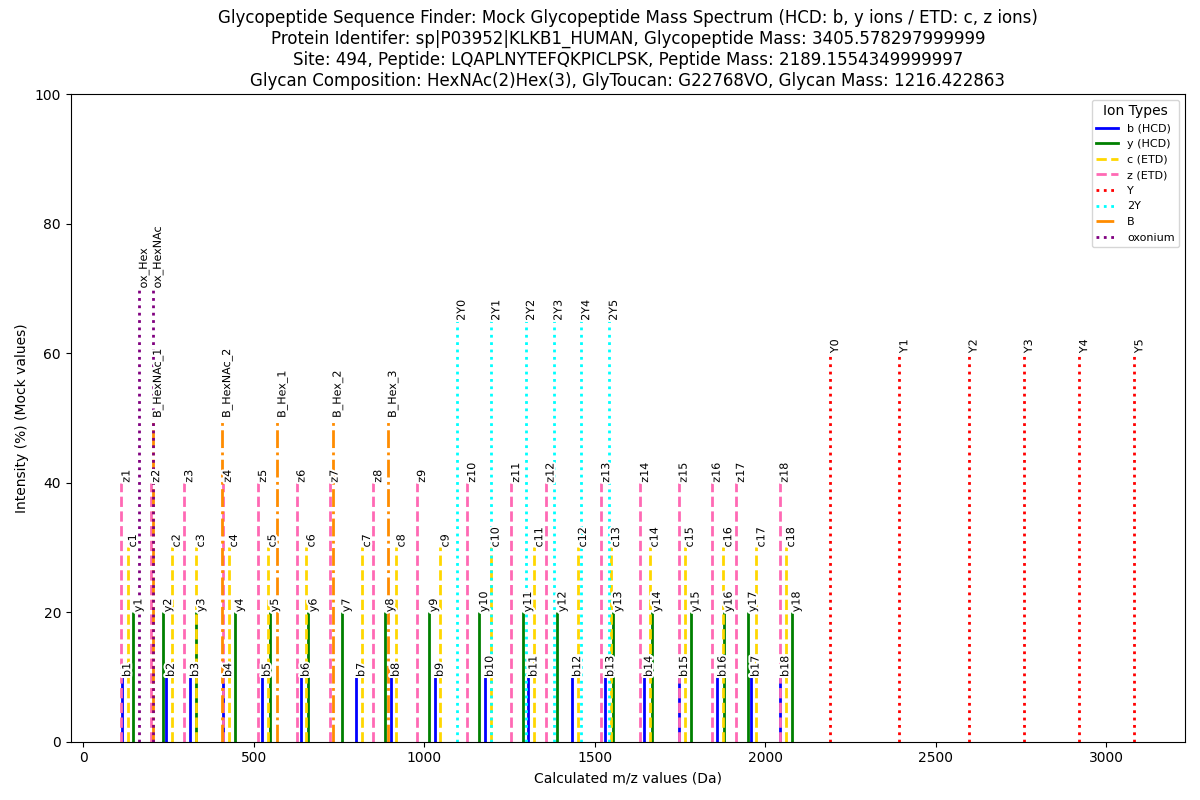 Glycopeptide Sequence Finder: Mock Glycopeptide Mass Spectrum (HCD: b, y ions / ETD: c, z ions)
Protein Identifer: sp|P03952|KLKB1_HUMAN, Glycopeptide Mass: 3405.578297999999
Site: 494, Peptide: LQAPLNYTEFQKPICLPSK, Peptide Mass: 2189.1554349999997
Glycan Composition: HexNAc(2)Hex(3), GlyToucan: G22768VO, Glycan Mass: 1216.422863
Intensity (%) (Mock values)
100
80
60
40
20
0
Ion Types
b (HCD)
y (HCD)
c (ETD)
z (ETD)
Y
2Y
B
oxonium
ox_Hex
ox_HexNAc
2Y0
2Y1
2Y2
2Y3
2Y4
2Y5
Y0
Y1
Y2
Y3
Y4
Y5
B_HexNAc_1
B_HexNAc_2
B_Hex_1
B_Hex_2
B_Hex_3
z1
z2
z3
z4
z5
z6
z7
z8
z9
z10
z11
z12
z13
z14
z15
z16
z17
z18
c1
c2
c3
c4
c5
c6
c7
c8
c9
c10
c11
c12
c13
c14
c15
c16
c17
c18
y1
y2
y3
y4
y5
y6
y7
y8
y9
y10
y11
y12
y13
y14
y15
y16
y17
y18
b1
b2
b3
b4
b5
b6
b7
b8
b9
b10
b11
b12
b13
b14
b15
b16
b17
b18
0
500
1000
1500
2000
2500
3000
Calculated m/z values (Da)